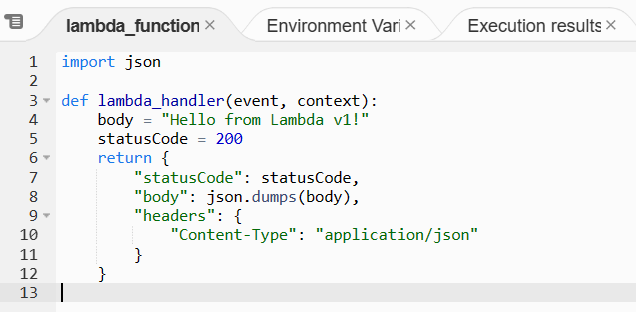 lambda_function × Environment Vari × Execution results ×
1 import json
2
3 def lambda_handler(event, context):
4     body = "Hello from Lambda v1!"
5     statusCode = 200
6     return {
7         "statusCode": statusCode,
8         "body": json.dumps(body),
9         "headers": {
10             "Content-Type": "application/json"
11         }
12     }
13